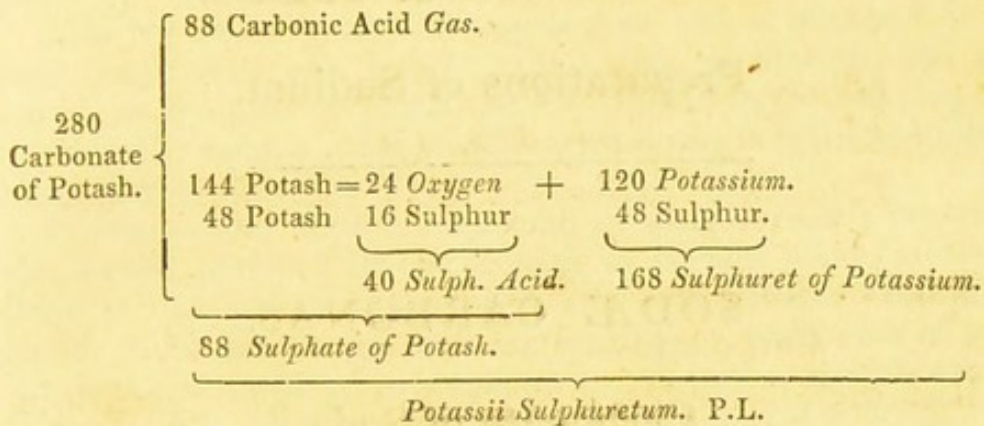 88 Carbonic Acid Gas.
280
Carbonate
of Potash.
144 Potash = 24 Oxygen + 120 Potassium.
48 Potash 16 Sulphur 48 Sulphur.
40 Sulph. Acid. 168 Sulphuret of Potassium.
88 Sulphate of Potash.
Potassii Sulphuretum. P.L.